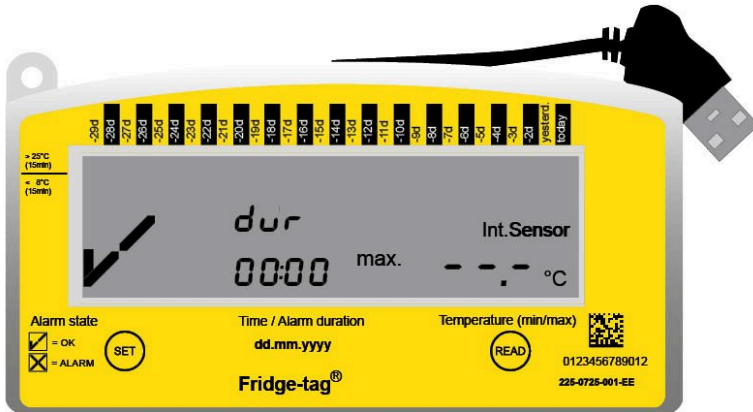 -29d -28d -27d -26d -25d -24d -23d -22d -21d -20d -19d -18d -17d -16d -15d -14d -13d -12d -11d -10d -9d -8d -7d -6d -5d -4d -3d -2d yesterd. today
> 25°C
(15min)
< 8°C
(15min)
dur
Int.Sensor
00:00 max. --.- °C
Alarm state
= OK
= ALARM
SET
Time / Alarm duration
dd.mm.yyyy
Fridge-tag®
Temperature (min/max)
READ
0123456789012
225-0725-001-EE